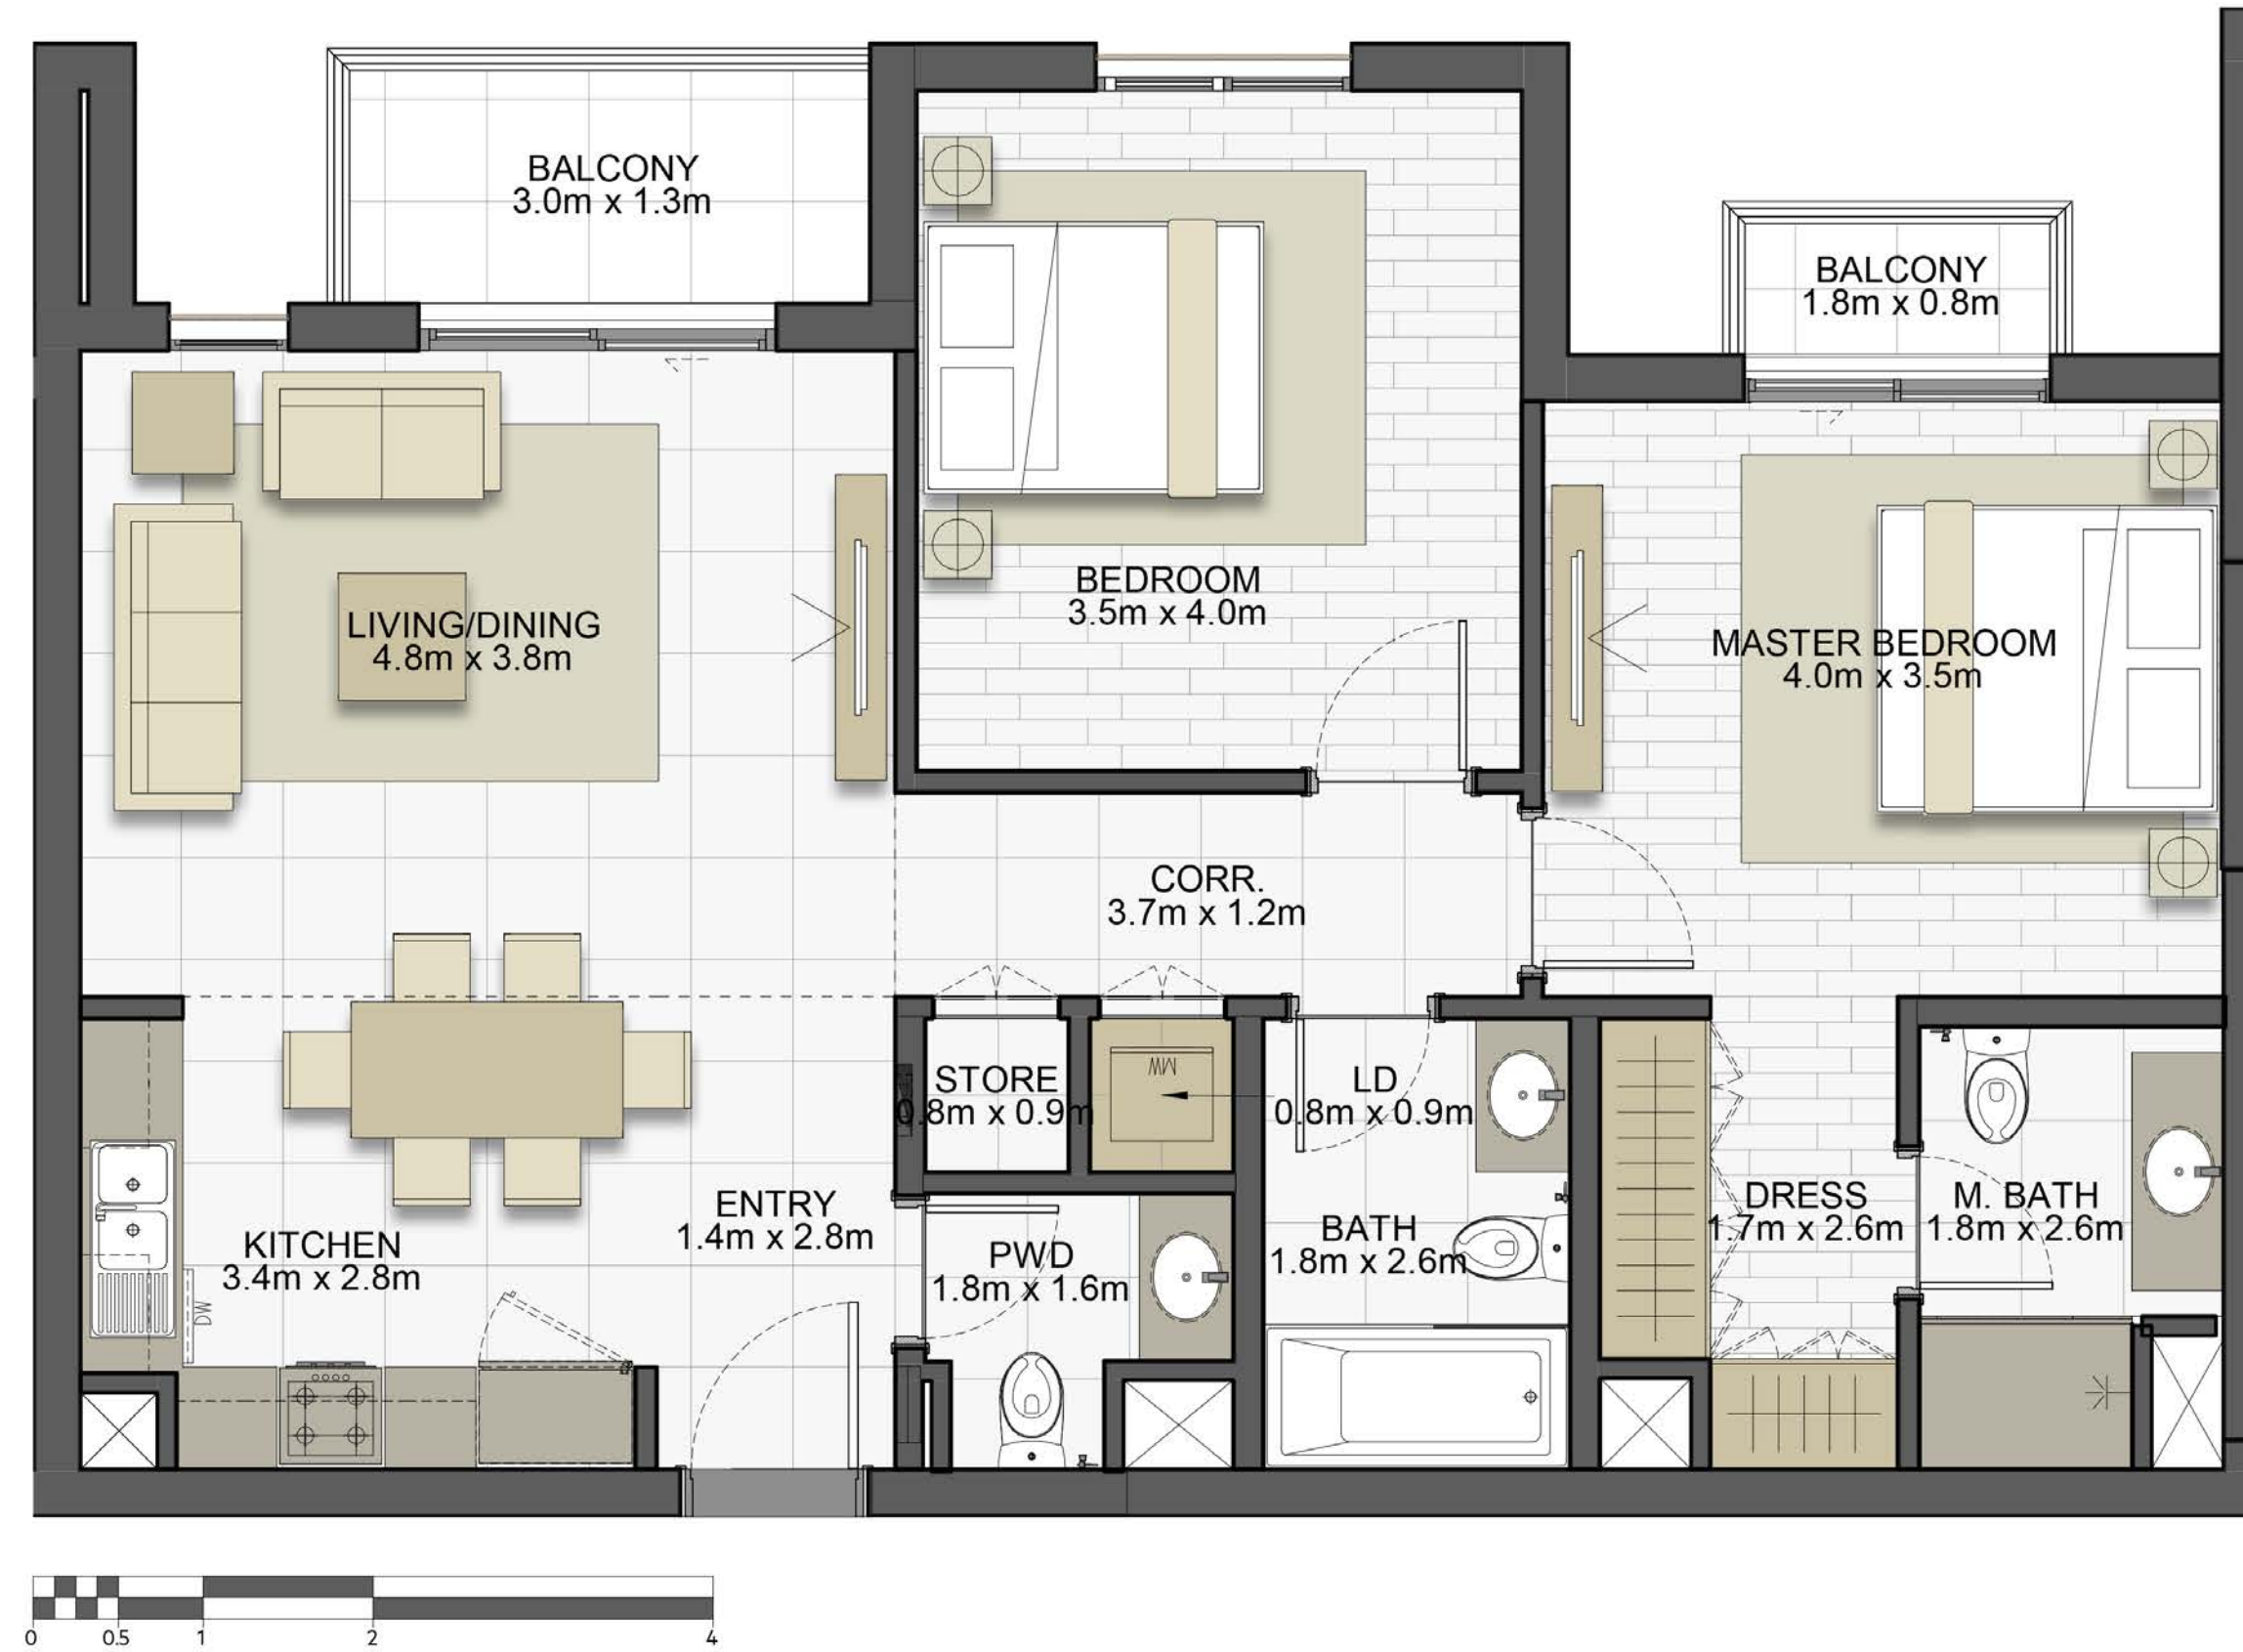 BALCONY
3.0m x 1.3m
BALCONY
1.8m x 0.8m
BEDROOM
3.5m x 4.0m
LIVING/DINING
4.8m x 3.8m
MASTER BEDROOM
4.0m x 3.5m
CORR.
3.7m x 1.2m
STORE
0.8m x 0.9m
MW
LD
0.8m x 0.9m
ENTRY
1.4m x 2.8m
KITCHEN
3.4m x 2.8m
DW
PWD
1.8m x 1.6m
BATH
1.8m x 2.6m
DRESS
1.7m x 2.6m
M. BATH
1.8m x 2.6m
0 0.5 1 2 4